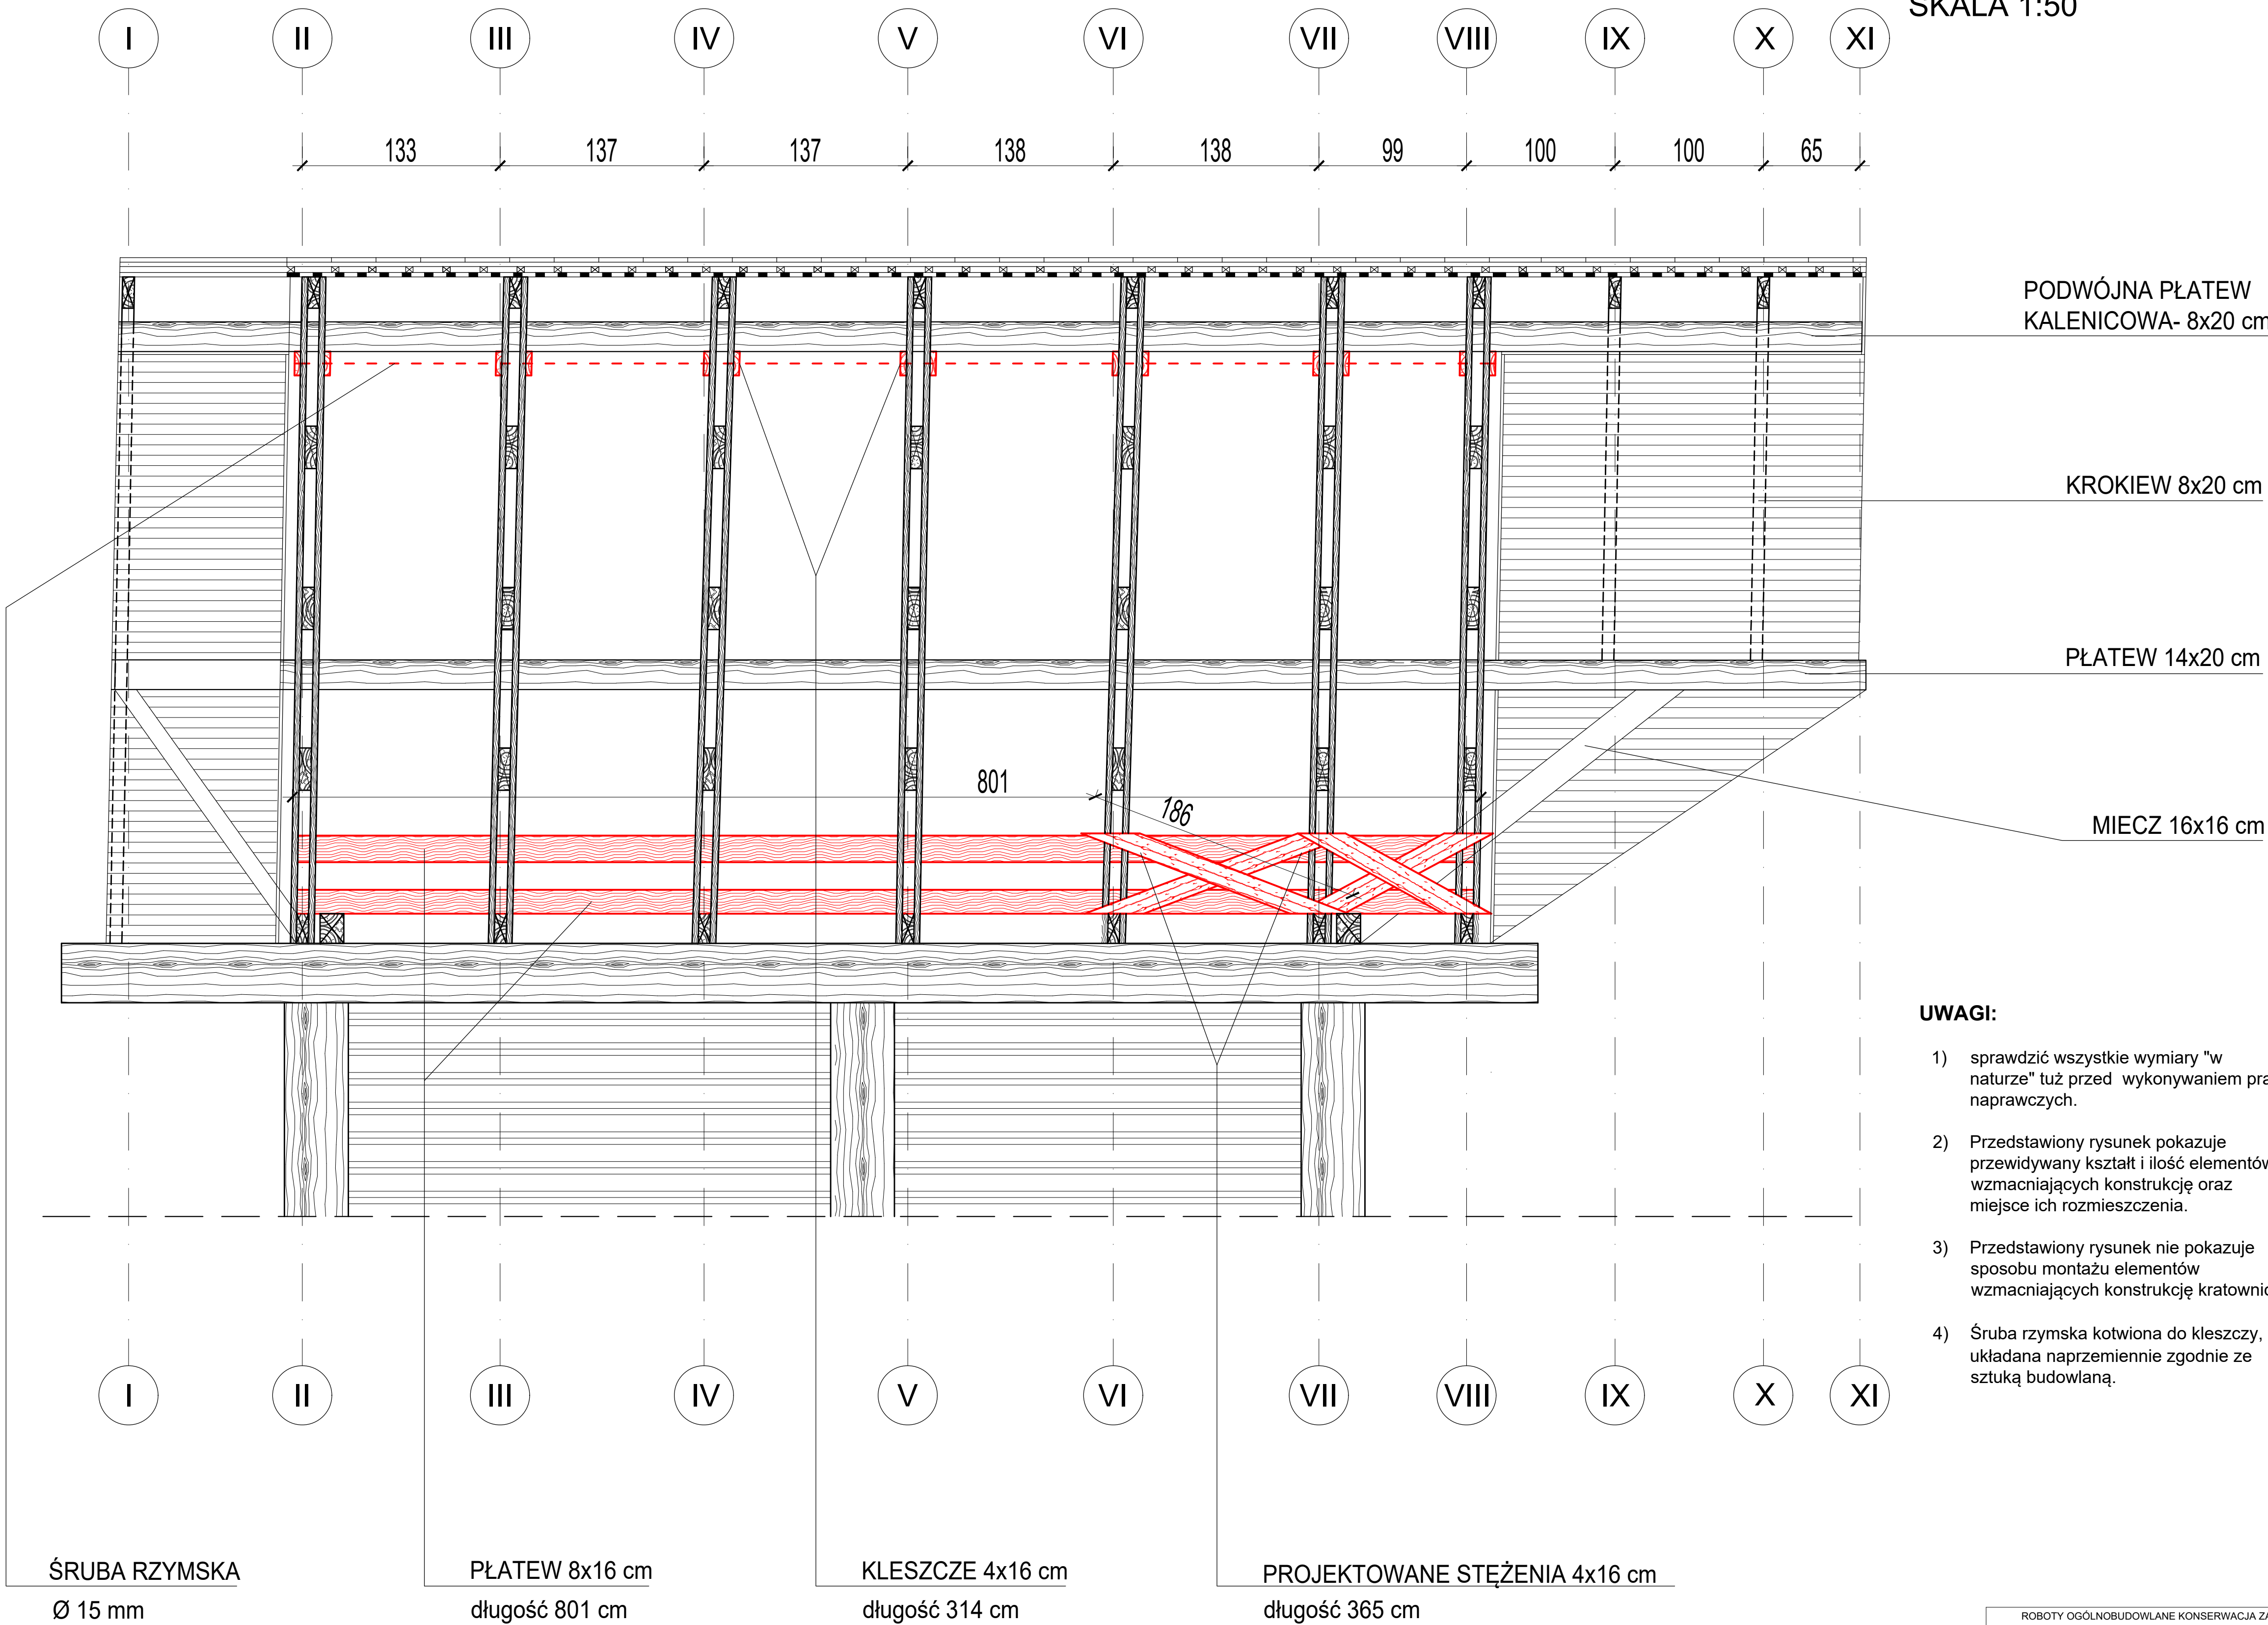 SKALA 1:50
I II III IV V VI VII VIII IX X XI
133 137 137 138 138 99 100 100 65
PODWÓJNA PŁATEW
KALENICOWA- 8x20 cm
KROKIEW 8x20 cm
PŁATEW 14x20 cm
801
186
MIECZ 16x16 cm
UWAGI:
1) sprawdzić wszystkie wymiary "w
naturze" tuż przed wykonywaniem
naprawczych.
2) Przedstawiony rysunek pokazuje
przewidywany kształt i ilość elementów
wzmacniających konstrukcję oraz
miejsce ich rozmieszczenia.
3) Przedstawiony rysunek nie pokazuje
sposobu montażu elementów
wzmacniających konstrukcję
4) Śruba rzymska kotwiona do kleszczy,
układana naprzemiennie zgodnie ze
sztuką budowlaną.
I II III IV V VI VII VIII IX X XI
ŚRUBA RZYMSKA
Ø 15 mm
PŁATEW 8x16 cm
długość 801 cm
KLESZCZE 4x16 cm
długość 314 cm
PROJEKTOWANE STĘŻENIA 4x16 cm
długość 365 cm
ROBOTY OGÓLNOBUDOWLANE KONSERWACJA